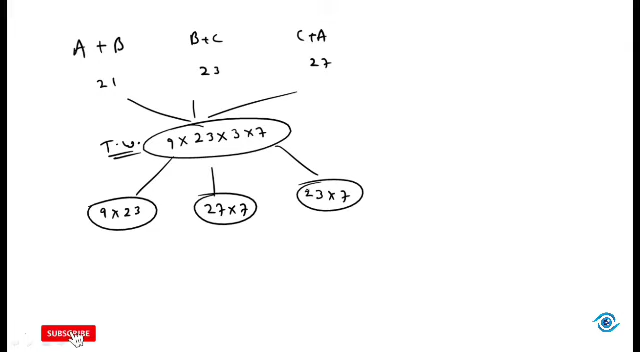 A + B B+C C+A
21 23 27
T.W. 9 × 23 × 3 × 7
9 × 23 27 × 7 23 × 7
SUBSCRIBE